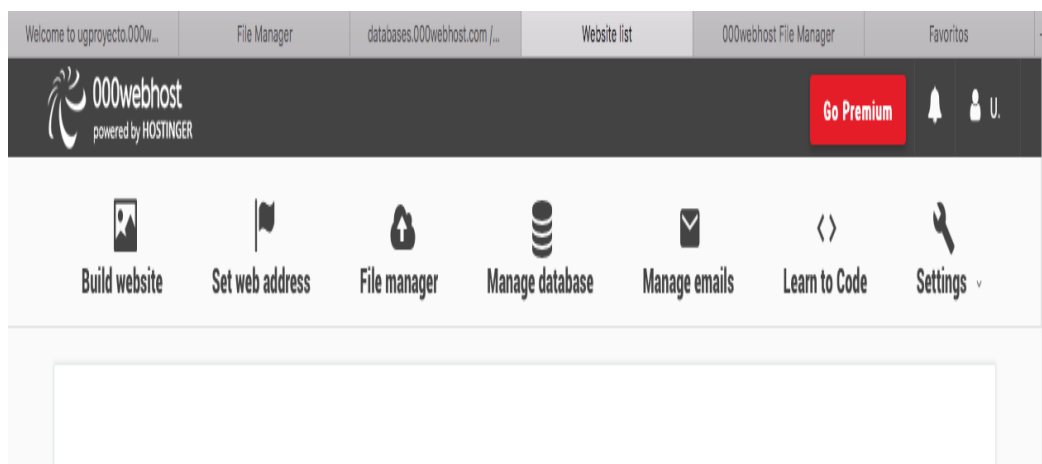 Welcome to ugproyecto.000w... File Manager databases.000webhost.com /... Website list 000webhost File Manager Favoritos
000webhost
powered by HOSTINGER
Go Premium U.
Build website Set web address File manager Manage database Manage emails Learn to Code Settings